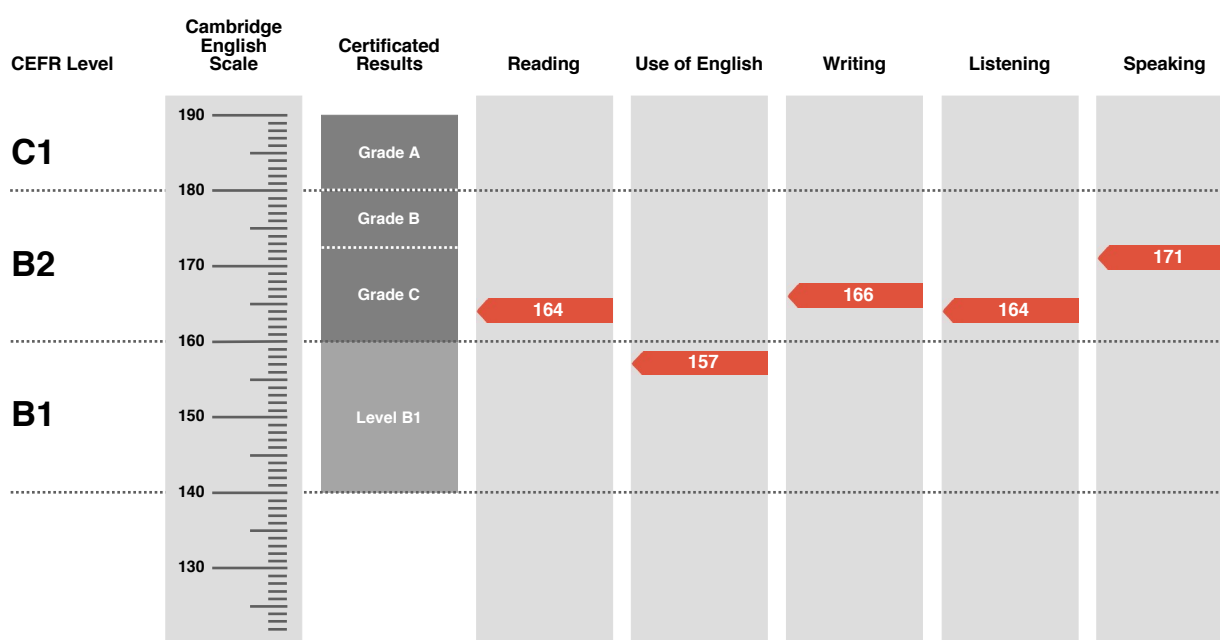 CEFR Level
Cambridge
English
Scale
Certificated
Results
Reading
Use of English
Writing
Listening
Speaking
190
C1
Grade A
180
Grade B
B2
170
171
Grade C
166
164
164
160
157
B1
150
Level B1
140
130